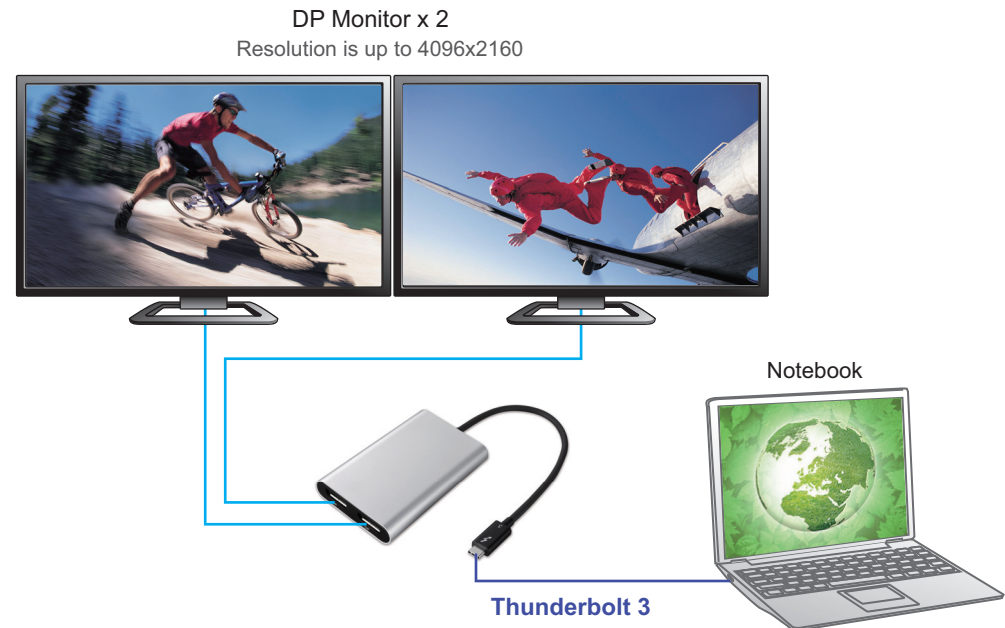 DP Monitor x 2
Resolution is up to 4096x2160
Notebook
Thunderbolt 3